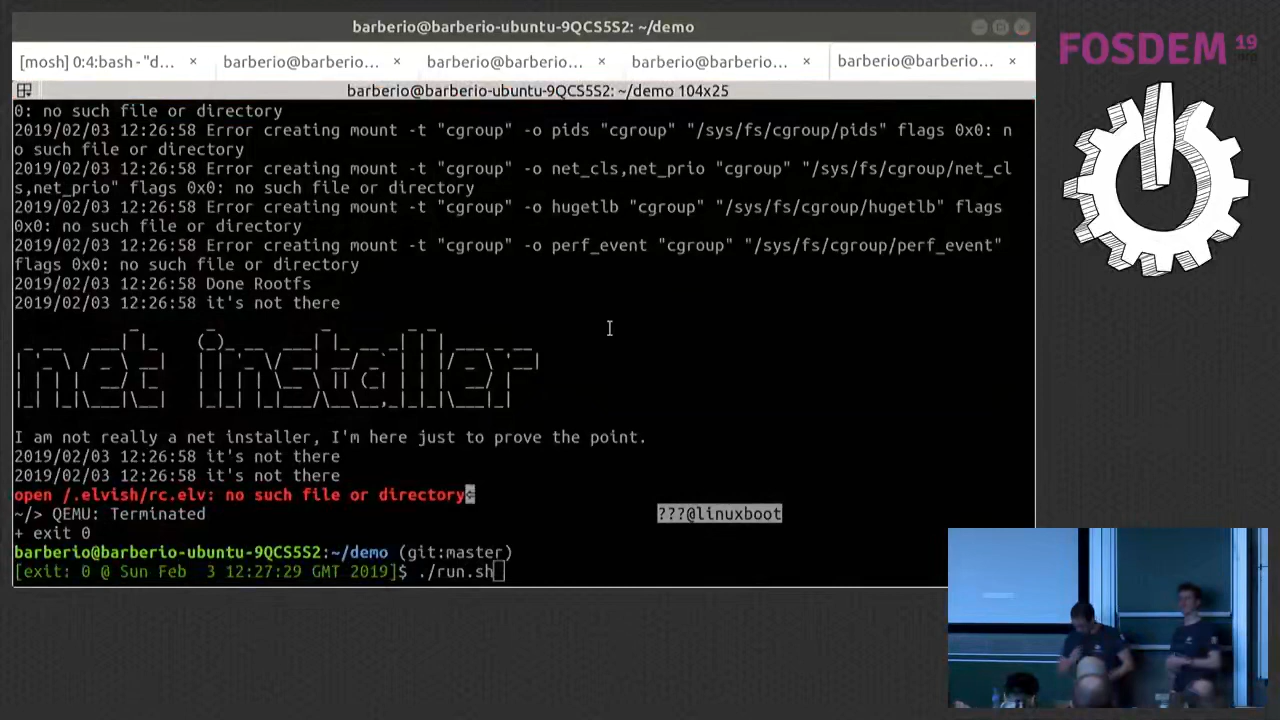 barberio@barberio-ubuntu-9QCS5S2: ~/demo
FOSDEM 19
[mosh] 0:4:bash - "d... × barberio@barberio... × barberio@barberio... × barberio@barberio... × barberio@barberio... ×
barberio@barberio-ubuntu-9QCS5S2: ~/demo 104x25
0: no such file or directory
2019/02/03 12:26:58 Error creating mount -t "cgroup" -o pids "cgroup" "/sys/fs/cgroup/pids" flags 0x0: n
o such file or directory
2019/02/03 12:26:58 Error creating mount -t "cgroup" -o net_cls,net_prio "cgroup" "/sys/fs/cgroup/net_cl
s,net_prio" flags 0x0: no such file or directory
2019/02/03 12:26:58 Error creating mount -t "cgroup" -o hugetlb "cgroup" "/sys/fs/cgroup/hugetlb" flags
0x0: no such file or directory
2019/02/03 12:26:58 Error creating mount -t "cgroup" -o perf_event "cgroup" "/sys/fs/cgroup/perf_event"
flags 0x0: no such file or directory
2019/02/03 12:26:58 Done Rootfs
2019/02/03 12:26:58 it's not there
net installer
I am not really a net installer, I'm here just to prove the point.
2019/02/03 12:26:58 it's not there
2019/02/03 12:26:58 it's not there
open /.elvish/rc.elv: no such file or directory
~/> QEMU: Terminated ???@linuxboot
+ exit 0
barberio@barberio-ubuntu-9QCS5S2:~/demo (git:master)
[exit: 0 @ Sun Feb  3 12:27:29 GMT 2019]$ ./run.sh